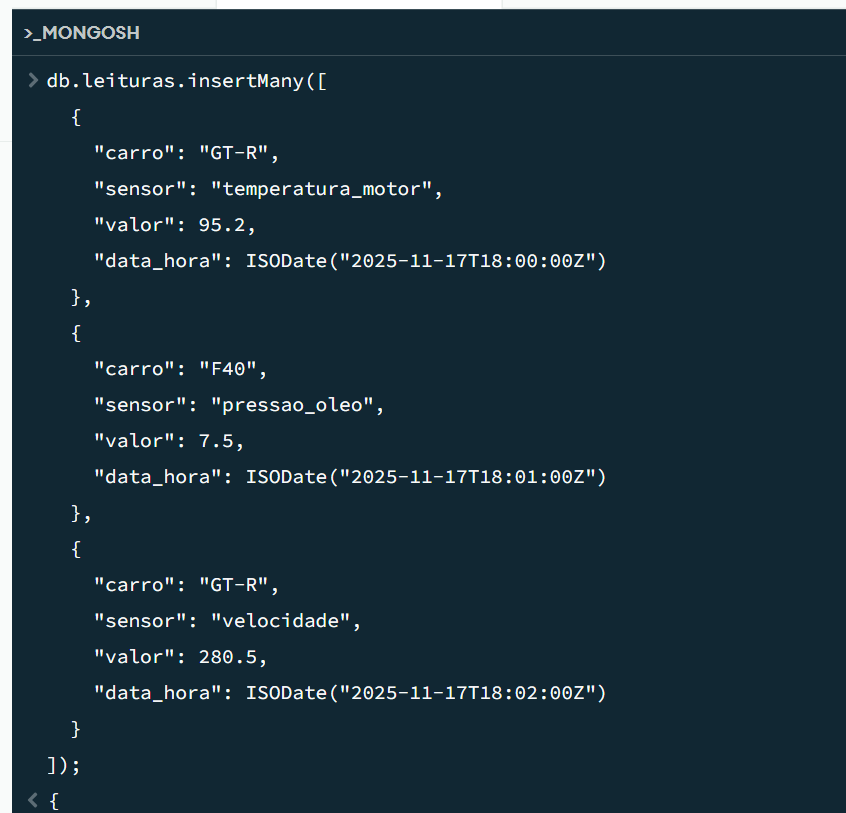 >_MONGOSH
> db.leituras.insertMany([
{
"carro": "GT-R",
"sensor": "temperatura_motor",
"valor": 95.2,
"data_hora": ISODate("2025-11-17T18:00:00Z")
},
{
"carro": "F40",
"sensor": "pressao_oleo",
"valor": 7.5,
"data_hora": ISODate("2025-11-17T18:01:00Z")
},
{
"carro": "GT-R",
"sensor": "velocidade",
"valor": 280.5,
"data_hora": ISODate("2025-11-17T18:02:00Z")
}
]);
< {